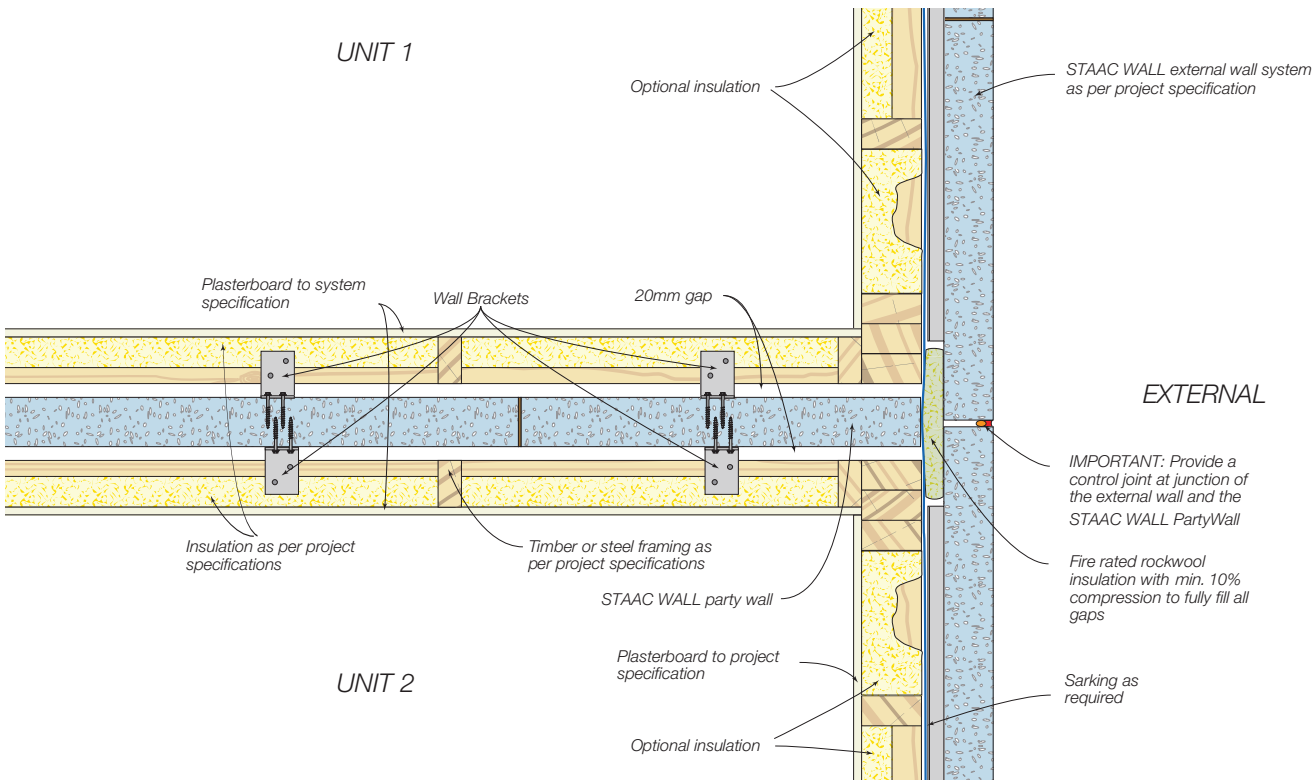 UNIT 1
Optional insulation
STAAC WALL external wall system
as per project specification
Plasterboard to system
specification
Wall Brackets
20mm gap
EXTERNAL
IMPORTANT: Provide a
control joint at junction of
the external wall and the
STAAC WALL PartyWall
Insulation as per project
specifications
Timber or steel framing as
per project specifications
Fire rated rockwool
insulation with min. 10%
compression to fully fill all
gaps
STAAC WALL party wall
Plasterboard to project
specification
UNIT 2
Sarking as
required
Optional insulation